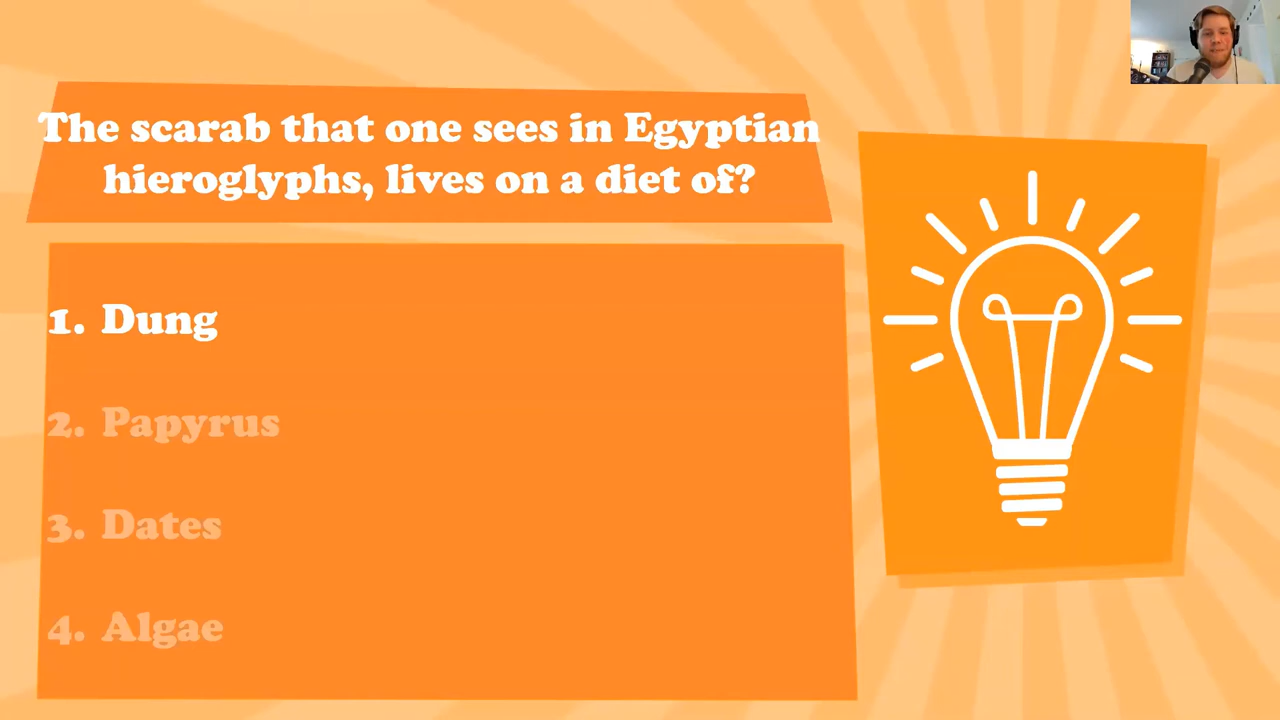 The scarab that one sees in Egyptian
hieroglyphs, lives on a diet of?
1. Dung
2. Papyrus
3. Dates
4. Algae